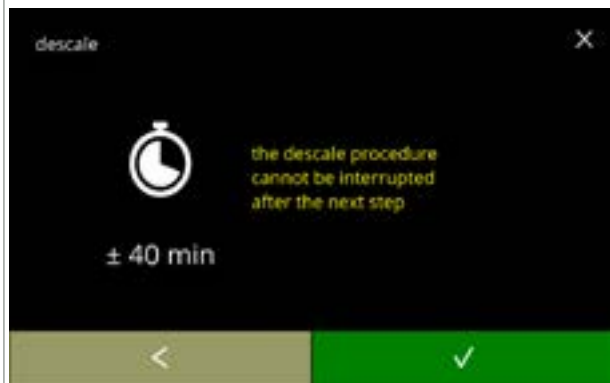 descale
the descale procedure
cannot be interrupted
after the next step
± 40 min